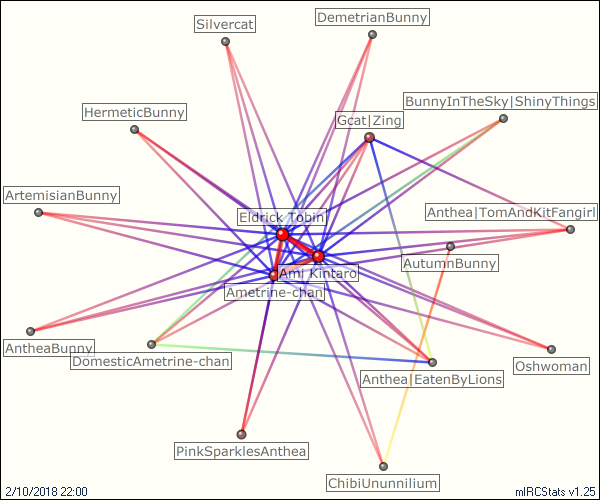 DemetrianBunny
Silvercat
BunnyInTheSky|ShinyThings
HermeticBunny
Gcat|Zing
ArtemisianBunny
Anthea|TomAndKitFangirl
Eldrick Tobin
AutumnBunny
Ami Kintaro
Ametrine-chan
AntheaBunny
DomesticAmetrine-chan
Oshwoman
Anthea|EatenByLions
PinkSparklesAnthea
ChibiUnunnilium
2/10/2018 22:00
mIRCStats v1.25